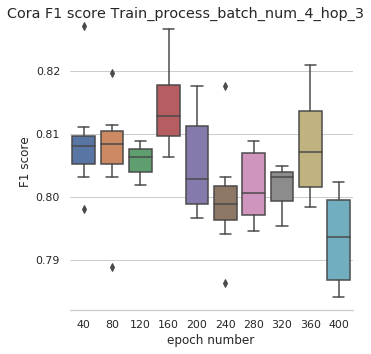 Cora F1 score Train_process_batch_num_4_hop_3
0.82
0.81
0.80
0.79
F1 score
40 80 120 160 200 240 280 320 360 400
epoch number